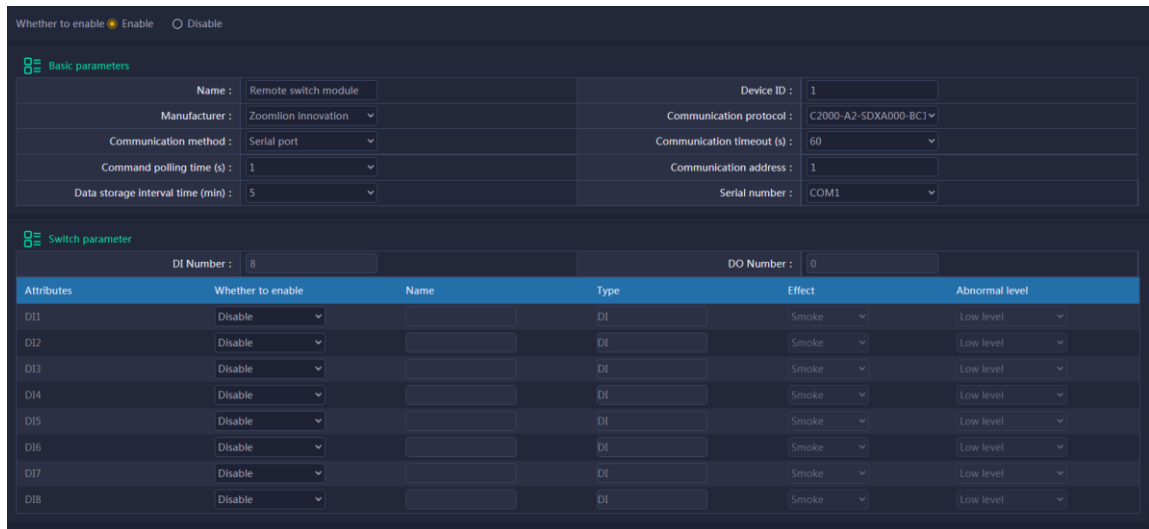 Whether to enable Enable Disable
Basic parameters
Name : Remote switch module Device ID : 1
Manufacturer : Zoomlion innovation Communication protocol : C2000-A2-SDXA000-BC1
Communication method : Serial port Communication timeout (s) : 60
Command polling time (s) : 1 Communication address : 1
Data storage interval time (min) : 5 Serial number : COM1
Switch parameter
DI Number : 8 DO Number : 0
Attributes Whether to enable Name Type Effect Abnormal level
DI1 Disable DI Smoke Low level
DI2 Disable DI Smoke Low level
DI3 Disable DI Smoke Low level
DI4 Disable DI Smoke Low level
DI5 Disable DI Smoke Low level
DI6 Disable DI Smoke Low level
DI7 Disable DI Smoke Low level
DI8 Disable DI Smoke Low level